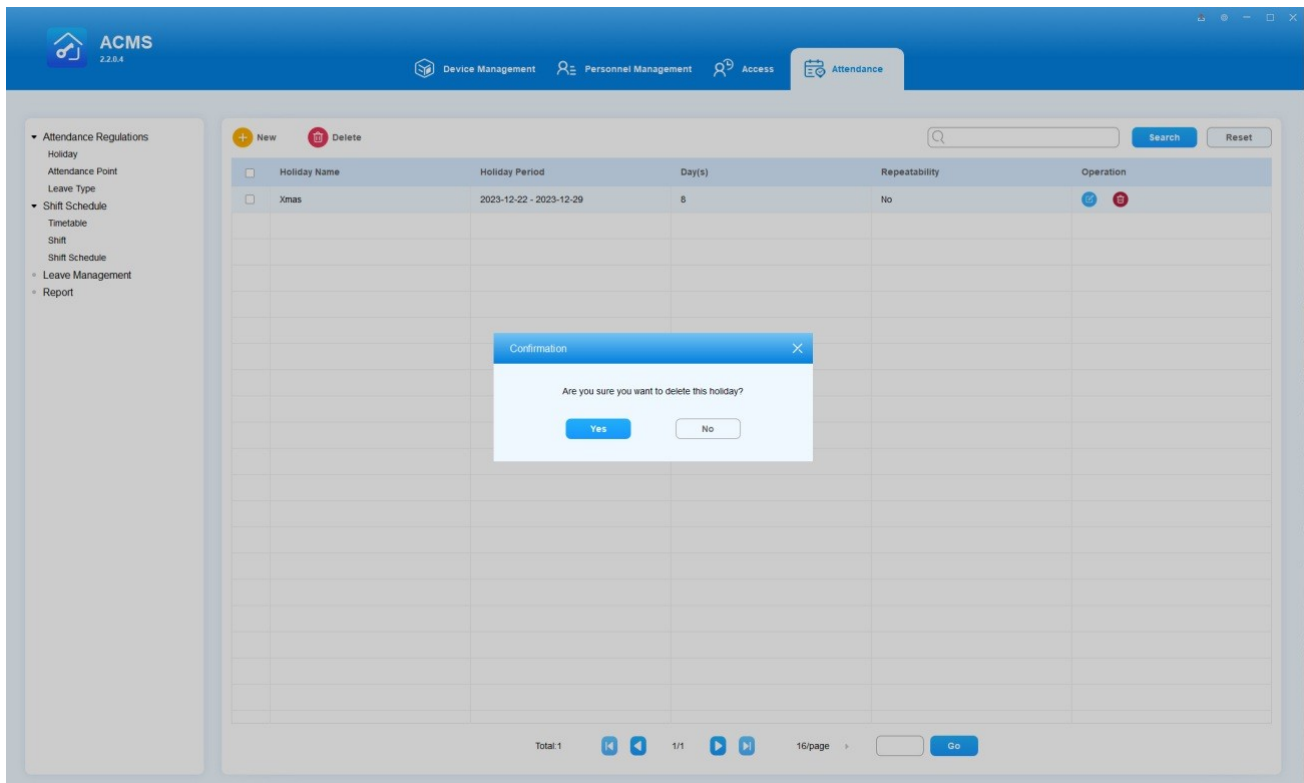 ACMS
2.2.0.4
Device Management Personnel Management Access Attendance
Attendance Regulations
Holiday
Attendance Point
Leave Type
Shift Schedule
Timetable
Shift
Shift Schedule
Leave Management
Report
New Delete Search Reset
Holiday Name Holiday Period Day(s) Repeatability Operation
Xmas 2023-12-22 - 2023-12-29 8 No
Confirmation
Are you sure you want to delete this holiday?
Yes No
Total:1 1/1 16/page Go